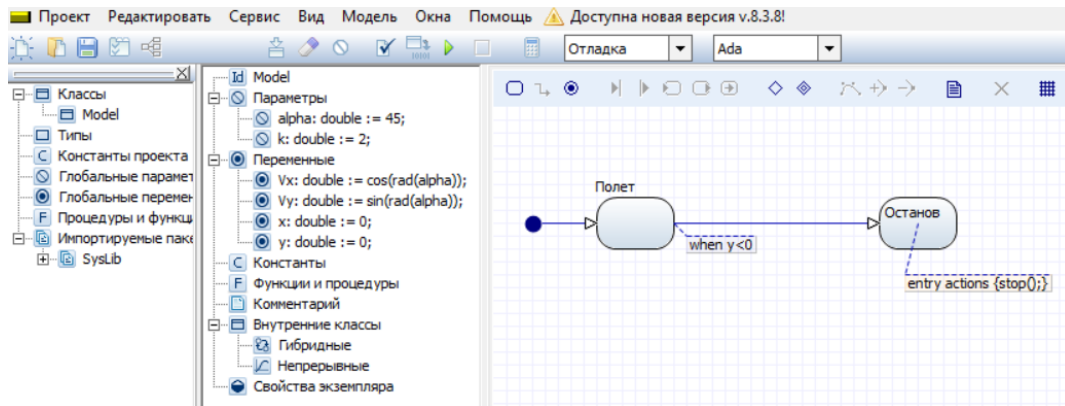 Проект Редактировать Сервис Вид Модель Окна Помощь Доступна новая версия v.8.3.8!
Отладка Ada
Классы
Model
Типы
C Константы проекта
Глобальные парамет
Глобальные перемен
F Процедуры и функци
Импортируемые паке
SysLib
Id Model
Параметры
alpha: double := 45;
k: double := 2;
Переменные
Vx: double := cos(rad(alpha));
Vy: double := sin(rad(alpha));
x: double := 0;
y: double := 0;
C Константы
F Функции и процедуры
Комментарий
Внутренние классы
Гибридные
Непрерывные
Свойства экземпляра
Полет
Останов
when y<0
entry actions {stop();}